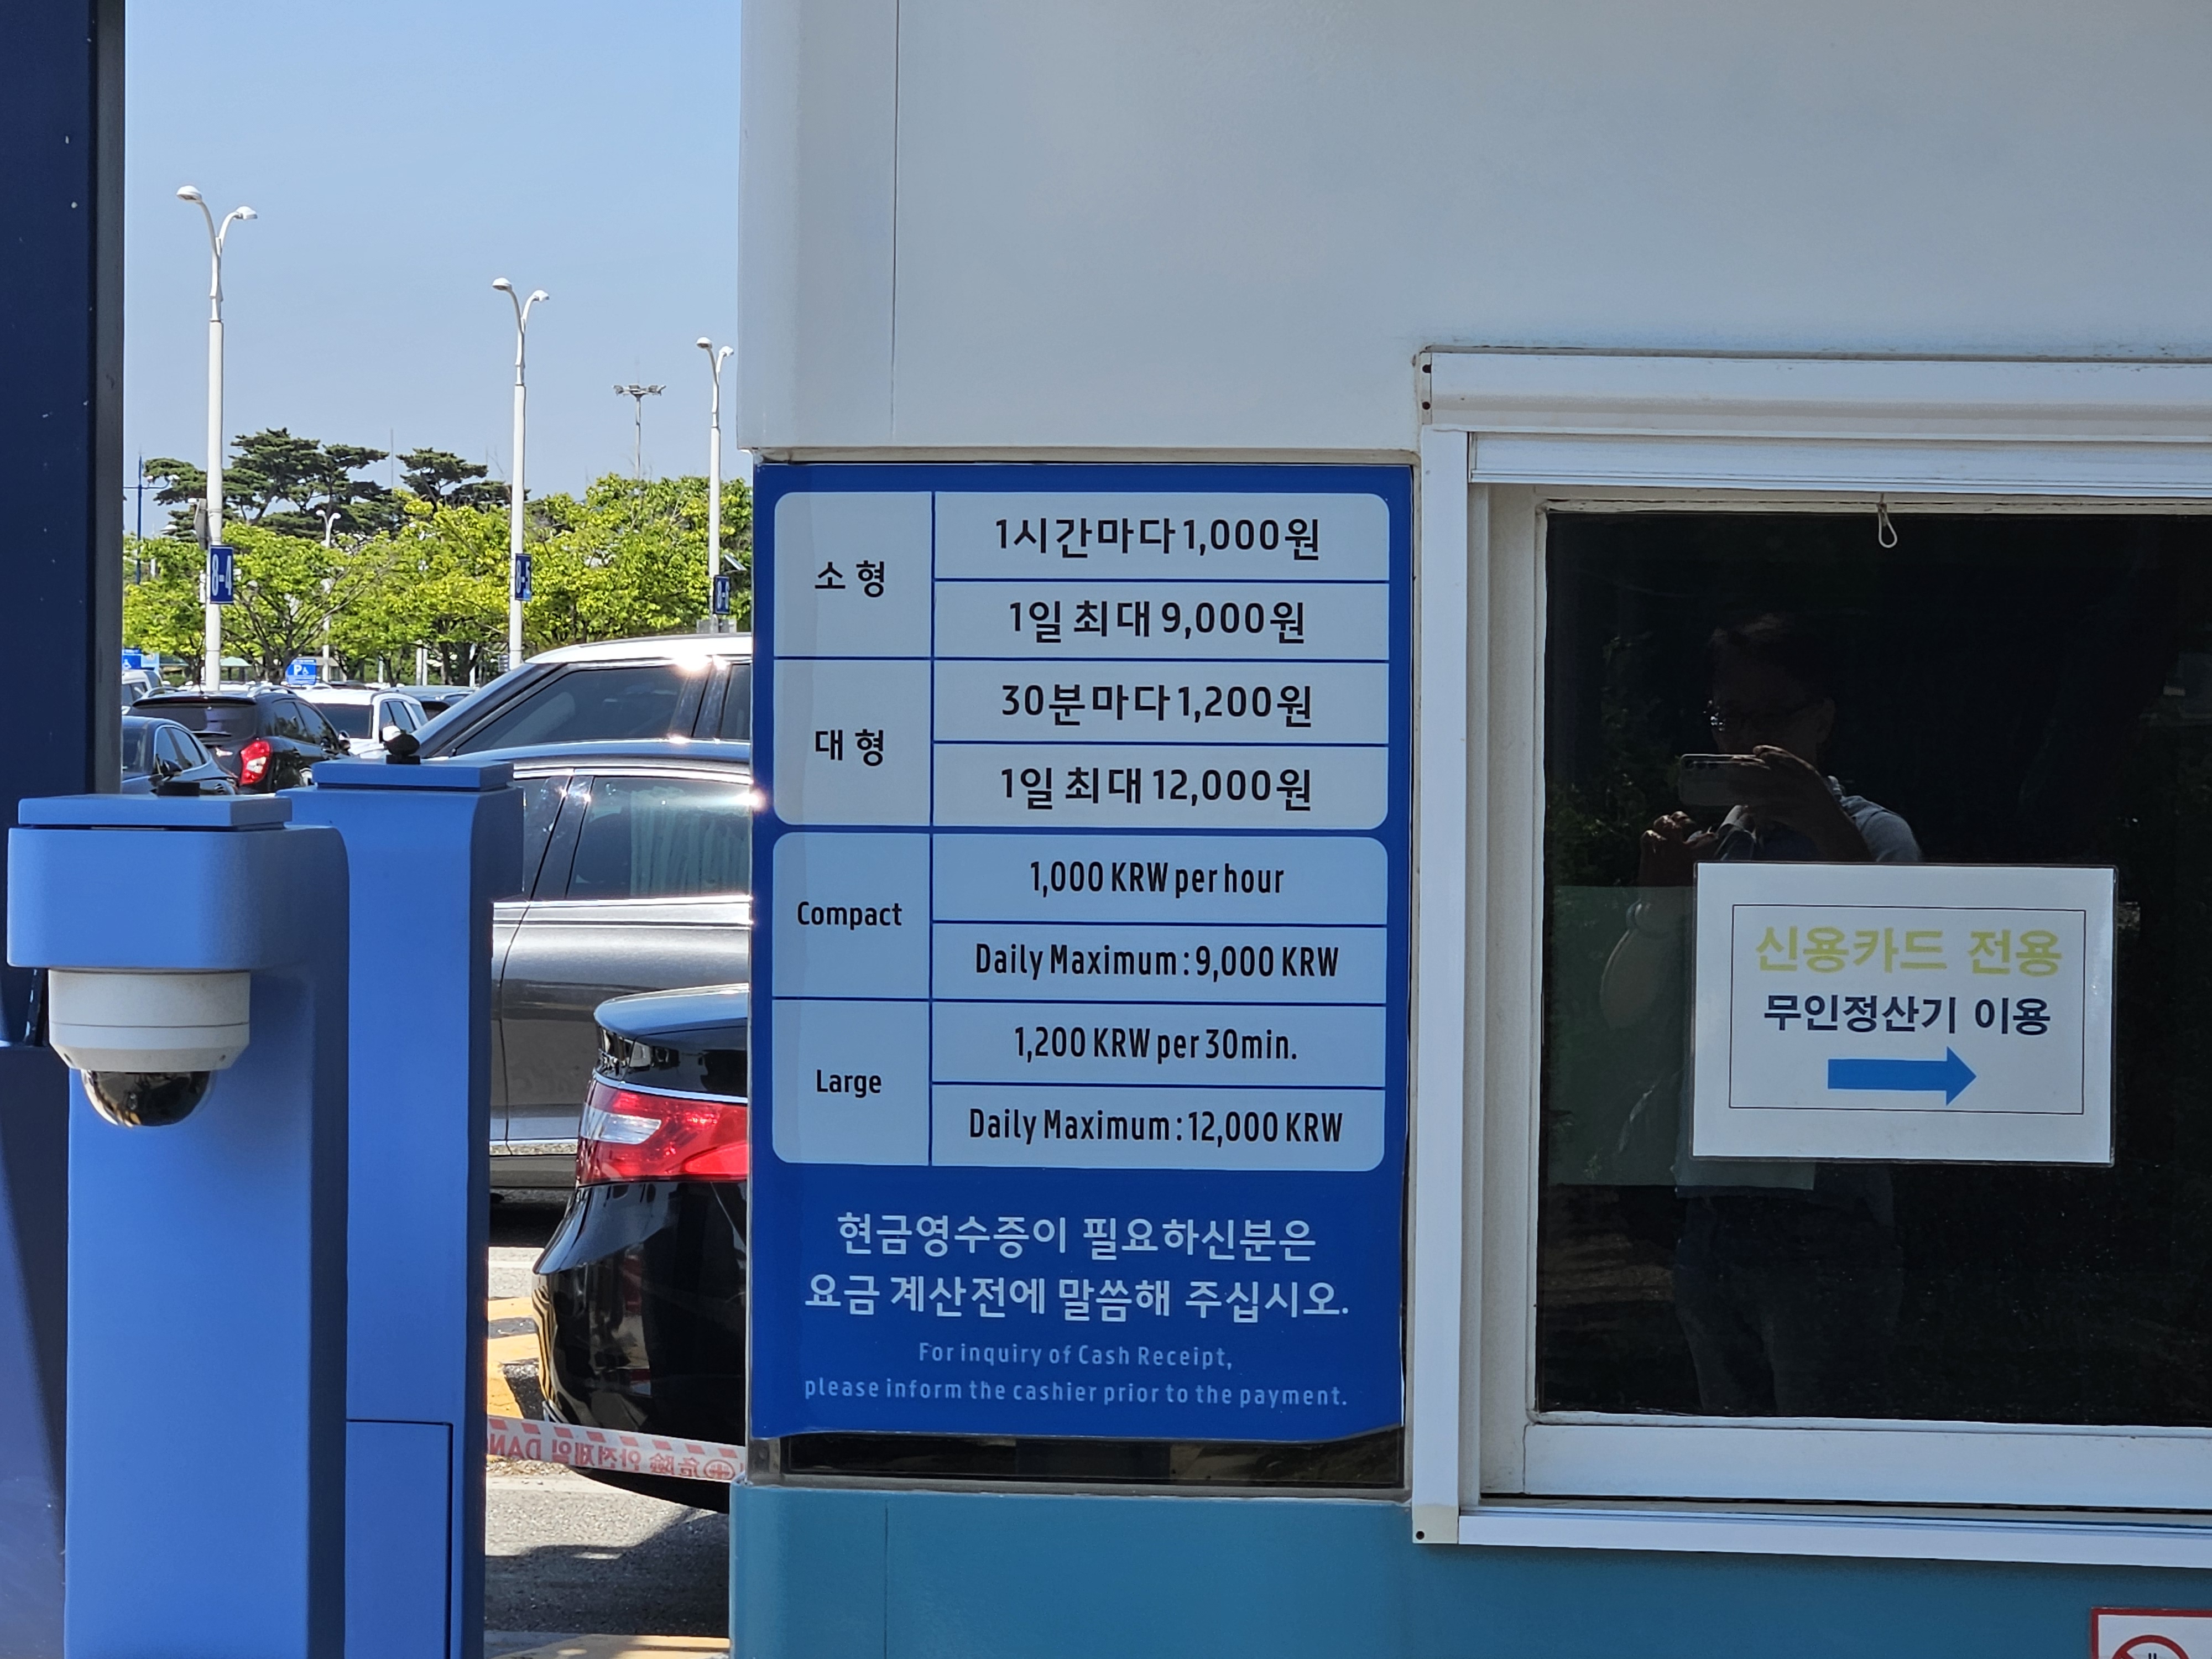 8-4
소형
1시간마다 1,000원
1일 최대 9,000원
대형
30분마다 1,200원
1일 최대 12,000원
Compact
1,000 KRW per hour
Daily Maximum : 9,000 KRW
Large
1,200 KRW per 30min.
Daily Maximum : 12,000 KRW
현금영수증이 필요하신분은
요금 계산전에 말씀해 주십시오.
For inquiry of Cash Receipt,
please inform the cashier prior to the payment.
신용카드 전용
무인정산기 이용